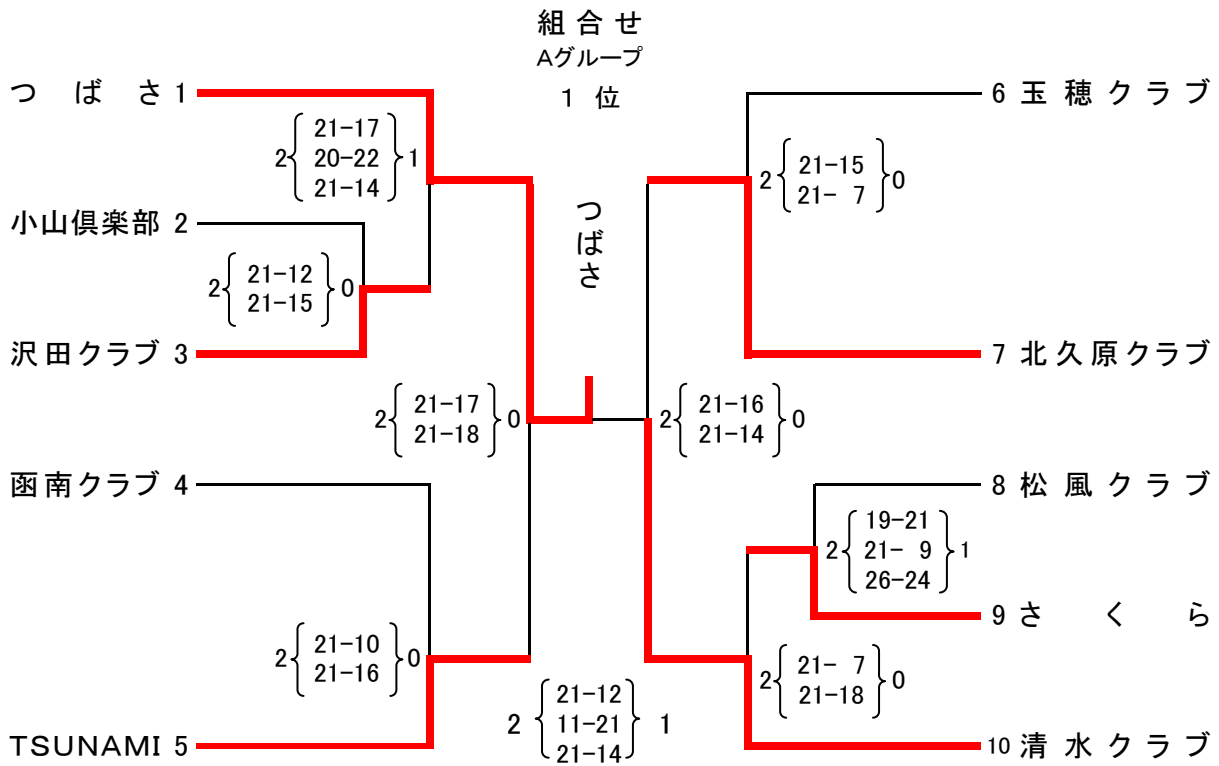 組合せ
Aグループ
1 位
つばさ
つばさ 1
2 21-17 1
20-22
21-14
小山倶楽部 2
2 21-12 0
21-15
沢田クラブ 3
2 21-17 0
21-18
函南クラブ 4
2 21-10 0
21-16
TSUNAMI 5
2 21-12 1
11-21
21-14
6 玉穂クラブ
2 21-15 0
21- 7
7 北久原クラブ
2 21-16 0
21-14
8 松風クラブ
2 19-21 1
21- 9
26-24
9 さくら
2 21- 7 0
21-18
10 清水クラブ